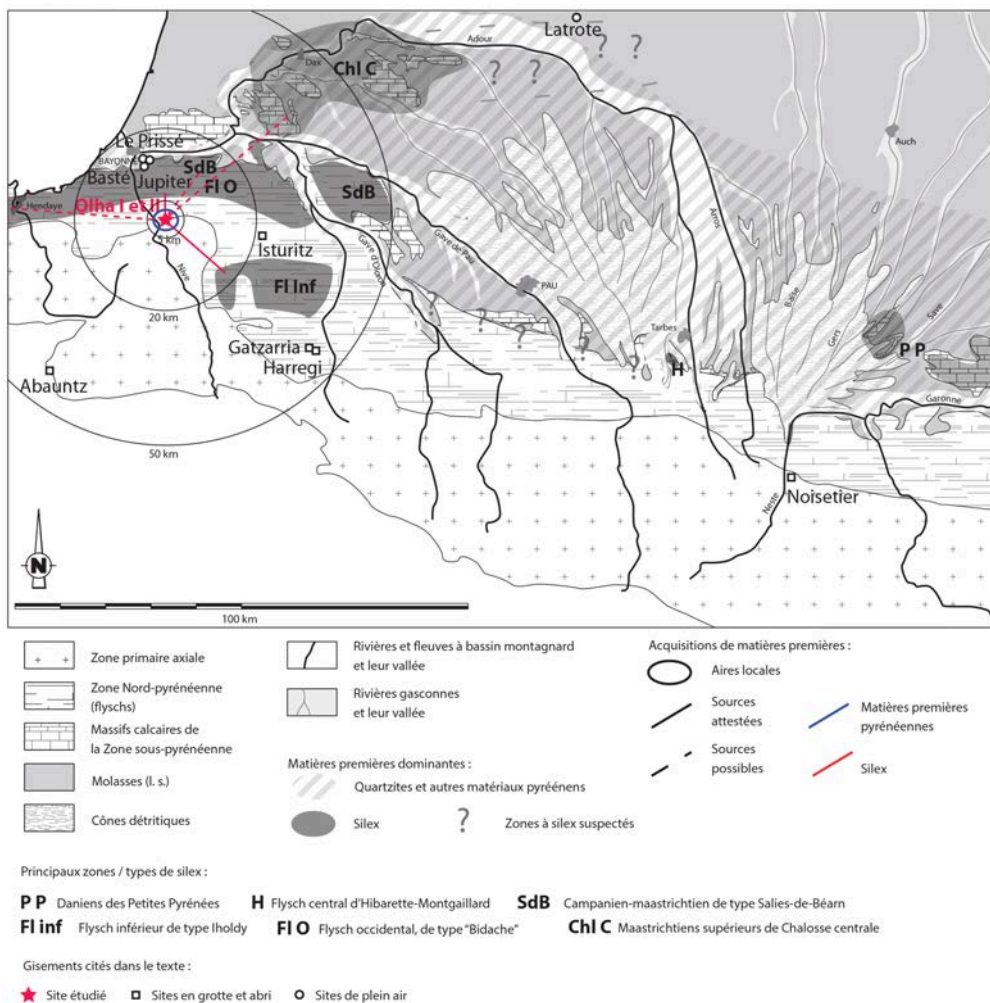 Latrote
Adour
Dax
Chl C
Le Prissé
BAYONNE
Basté Jupiter
SdB
Fl O
SdB
Auch
Hendaye
Olha I et II
5 km
Isturitz
Nive
Gave d'Oloron
Gave de Pau
PAU
Arros
Tarbes
Baïse
Gers
Save
Fl Inf
20 km
Gatzarria
Harregi
H
P P
Abauntz
Garonne
50 km
Noisetier
Neste
N
100 km
Zone primaire axiale
Zone Nord-pyrénéenne
(flyschs)
Massifs calcaires de
la Zone sous-pyrénéenne
Molasses (l. s.)
Cônes détritiques
Rivières et fleuves à bassin montagnard
et leur vallée
Rivières gasconnes
et leur vallée
Matières premières dominantes :
Quartzites et autres matériaux pyréénens
Silex
? Zones à silex suspectés
Acquisitions de matières premières :
Aires locales
Sources
attestées
Sources
possibles
Matières premières
pyrénéennes
Silex
Principaux zones / types de silex :
P P Daniens des Petites Pyrénées H Flysch central d'Hibarette-Montgaillard SdB Campanien-maastrichtien de type Salies-de-Béarn
Fl inf Flysch inférieur de type Iholdy Fl O Flysch occidental, de type "Bidache" Chl C Maastrichtiens supérieurs de Chalosse centrale
Gisements cités dans le texte :
Site étudié Sites en grotte et abri Sites de plein air